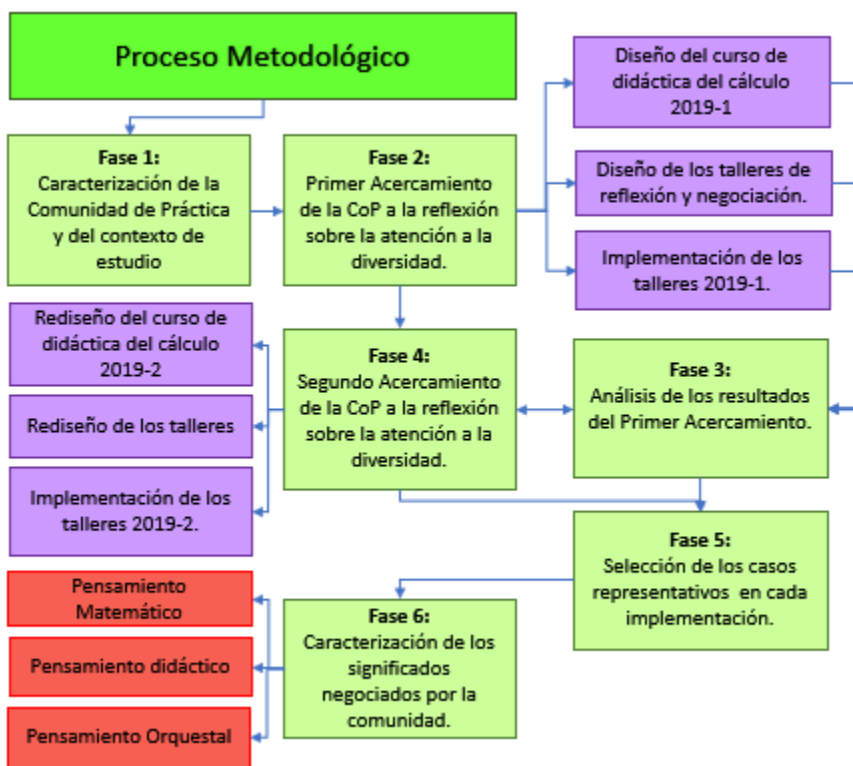 Proceso Metodológico
Fase 1:
Caracterización de la
Comunidad de Práctica
y del contexto de
estudio
Fase 2:
Primer Acercamiento
de la CoP a la reflexión
sobre la atención a la
diversidad.
Diseño del curso de
didáctica del cálculo
2019-1
Diseño de los talleres de
reflexión y negociación.
Implementación de los
talleres 2019-1.
Rediseño del curso de
didáctica del cálculo
2019-2
Rediseño de los talleres
Implementación de los
talleres 2019-2.
Fase 4:
Segundo Acercamiento
de la CoP a la reflexión
sobre la atención a la
diversidad.
Fase 3:
Análisis de los resultados
del Primer Acercamiento.
Fase 5:
Selección de los casos
representativos en cada
implementación.
Fase 6:
Caracterización de los
significados
negociados por la
comunidad.
Pensamiento
Matemático
Pensamiento didáctico
Pensamiento Orquestal